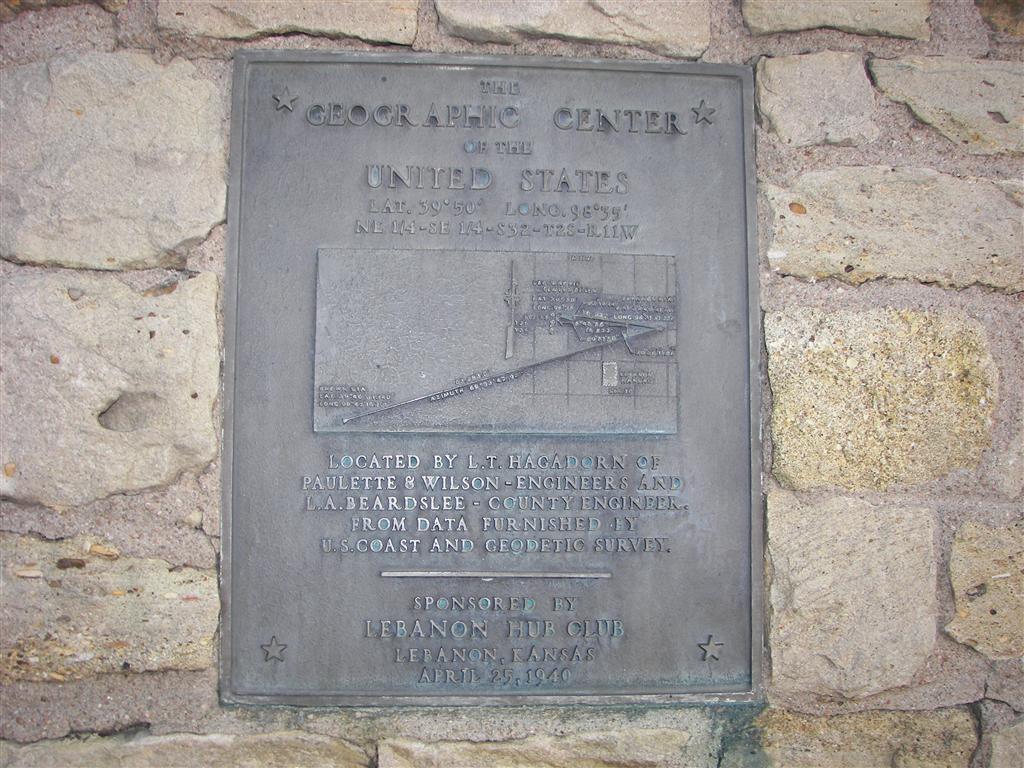 THE
GEOGRAPHIC CENTER
OF THE
UNITED STATES
LAT. 39°50' LONG. 98°35'
NE 1/4-SE 1/4-S32-T2S-R11W
AZIMUTH
LOCATED BY L.T. HAGADORN OF
PAULETTE & WILSON-ENGINEERS AND
L.A. BEARDSLEE - COUNTY ENGINEER.
FROM DATA FURNISHED BY
U.S. COAST AND GEODETIC SURVEY.
SPONSORED BY
LEBANON HUB CLUB
LEBANON, KANSAS
APRIL 25, 1940